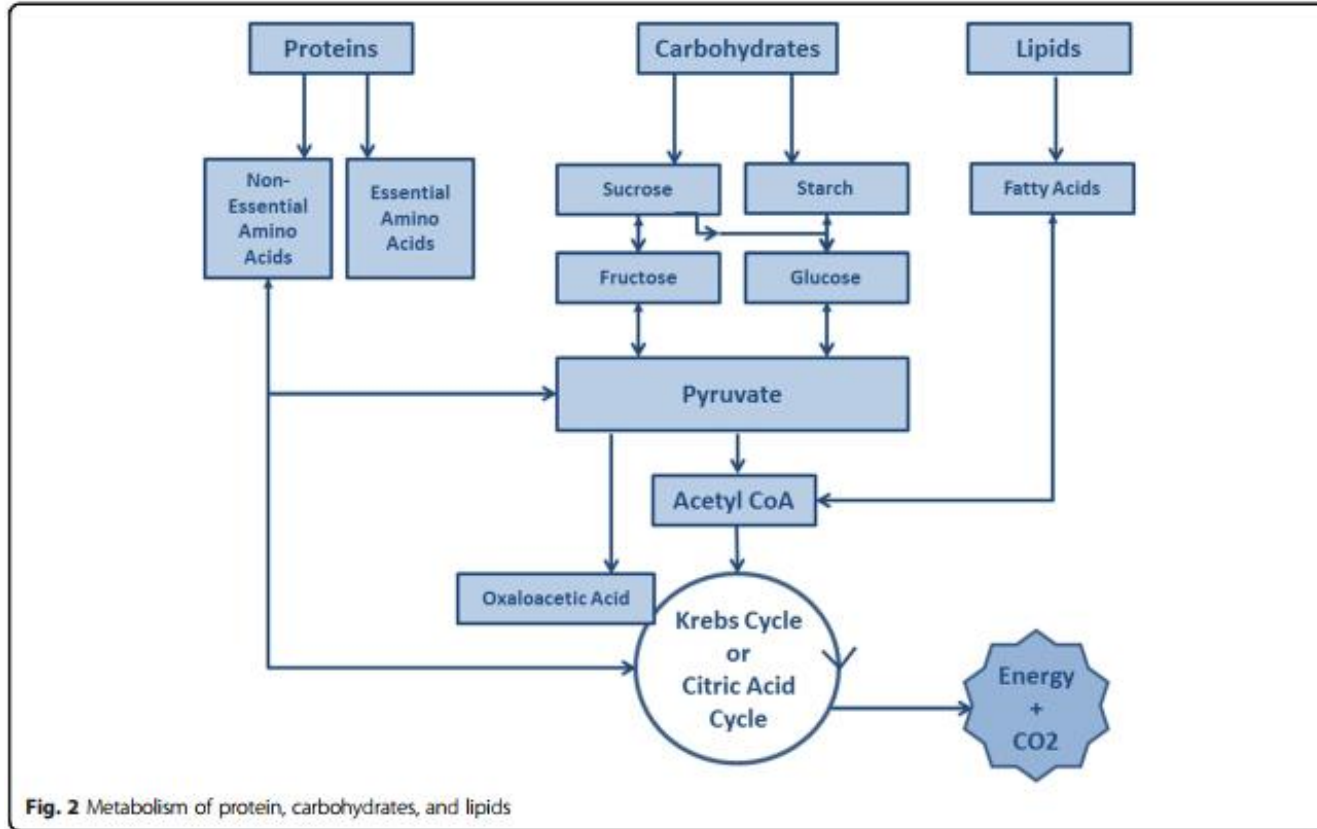 Proteins
Carbohydrates
Lipids
Non-
Essential
Amino
Acids
Essential
Amino
Acids
Sucrose
Starch
Fatty Acids
Fructose
Glucose
Pyruvate
Acetyl CoA
Oxaloacetic Acid
Krebs Cycle
or
Citric Acid
Cycle
Energy
+
CO2
Fig. 2 Metabolism of protein, carbohydrates, and lipids